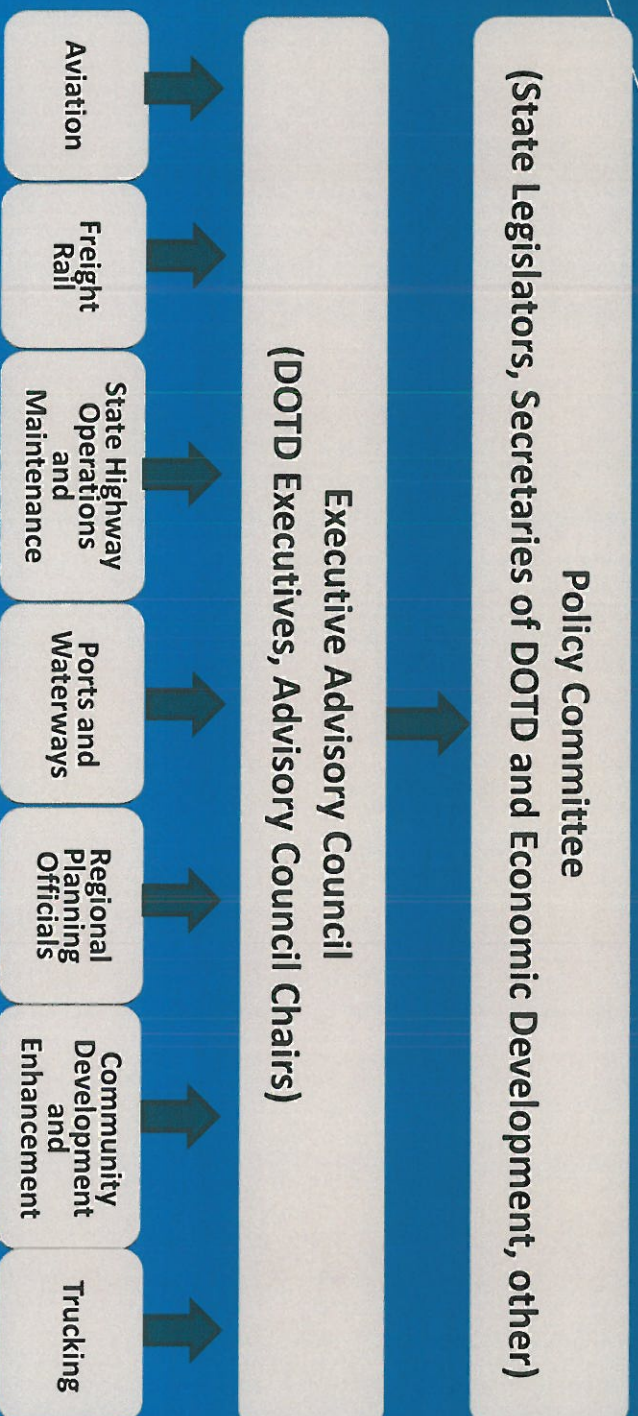 Policy Committee
(State Legislators, Secretaries of DOTD and Economic Development, other)
Executive Advisory Council
(DOTD Executives, Advisory Council Chairs)
Aviation
Freight
Rail
State Highway
Operations
and
Maintenance
Ports and
Waterways
Regional
Planning
Officials
Community
Development
and
Enhancement
Trucking